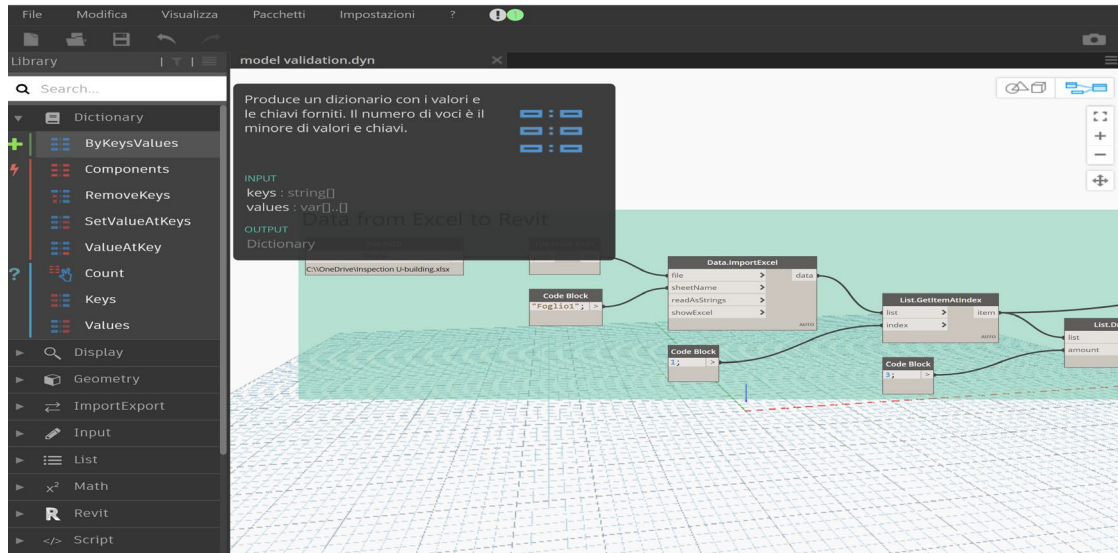 File Modifica Visualizza Pacchetti Impostazioni ? ! 1
Library
model validation.dyn ×
Search...
Dictionary
ByKeysValues
Components
RemoveKeys
SetValueAtKeys
ValueAtKey
Count
Keys
Values
Display
Geometry
ImportExport
Input
List
Math
Revit
Script
Produce un dizionario con i valori e
le chiavi forniti. Il numero di voci è il
minore di valori e chiavi.
INPUT
keys : string[]
values : var[]..[]
OUTPUT
Dictionary
Data from Excel to Revit
C:\\OneDrive\Inspection U-building.xlsx
Code Block
"Foglio1"; >
Data.ImportExcel
file > data
sheetName >
readAsStrings >
showExcel >
AUTO
Code Block
1; >
List.GetItemAtIndex
list > item
index >
AUTO
Code Block
3; >
list
amount